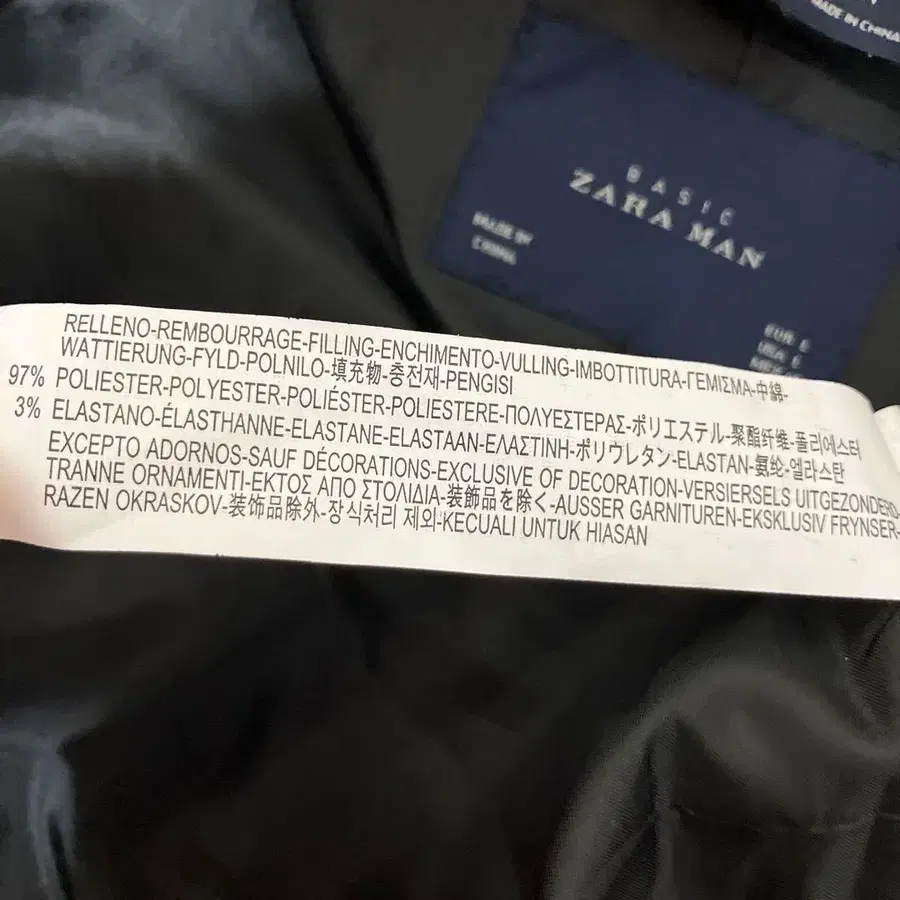 MADE IN CHINA
BASIC
ZARA MAN
MADE IN
CHINA
EUR L
USA L
RELLENO-REMBOURRAGE-FILLING-ENCHIMENTO-VULLING-IMBOTTITURA-ΓΕΜΙΣΜΑ-中綿-
WATTIERUNG-FYLD-POLNILO-填充物-충전재-PENGISI
97% POLIESTER-POLYESTER-POLIÉSTER-POLIESTERE-ΠΟΛΥΕΣΤΕΡΑΣ-ポリエステル-聚酯纤维-폴리에스터
3% ELASTANO-ÉLASTHANNE-ELASTANE-ELASTAAN-ΕΛΑΣΤΙΝΗ-ポリウレタン-ELASTAN-氨纶-엘라스탄
EXCEPTO ADORNOS-SAUF DÉCORATIONS-EXCLUSIVE OF DECORATION-VERSIERSELS UITGEZONDERD-
TRANNE ORNAMENTI-ΕΚΤΟΣ ΑΠΟ ΣΤΟΛΙΔΙΑ-装飾品を除く-AUSSER GARNITUREN-EKSKLUSIV FRYNSER-
RAZEN OKRASKOV-装饰品除外-장식처리 제외-KECUALI UNTUK HIASAN